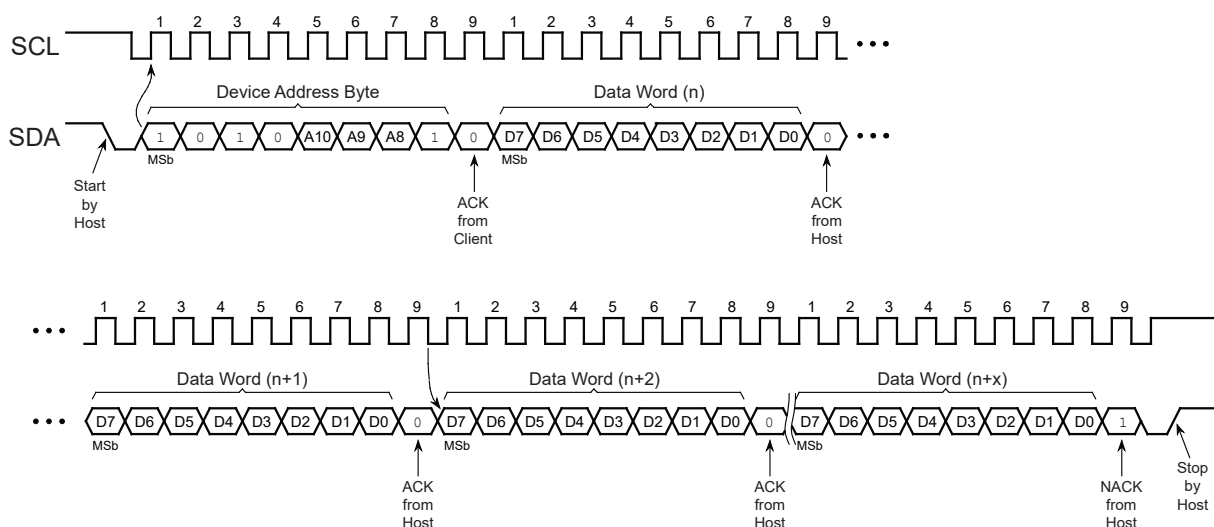 1 2 3 4 5 6 7 8 9 1 2 3 4 5 6 7 8 9
SCL
Device Address Byte Data Word (n)
SDA 1 0 1 0 A10 A9 A8 1 0 D7 D6 D5 D4 D3 D2 D1 D0 0
MSb MSb
Start
by
Host
ACK
from
Client
ACK
from
Host
1 2 3 4 5 6 7 8 9 1 2 3 4 5 6 7 8 9 1 2 3 4 5 6 7 8 9
Data Word (n+1) Data Word (n+2) Data Word (n+x)
D7 D6 D5 D4 D3 D2 D1 D0 0 D7 D6 D5 D4 D3 D2 D1 D0 0 D7 D6 D5 D4 D3 D2 D1 D0 1
MSb MSb MSb
ACK
from
Host
ACK
from
Host
NACK
from
Host
Stop
by
Host